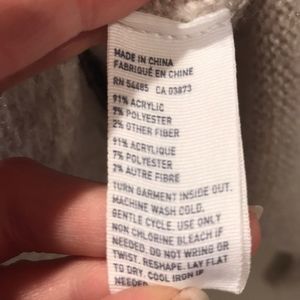 MADE IN CHINA
FABRIQUÉ EN CHINE
RN 54485 CA 03873
91% ACRYLIC
7% POLYESTER
2% OTHER FIBER
91% ACRYLIQUE
7% POLYESTER
2% AUTRE FIBRE
TURN GARMENT INSIDE OUT.
MACHINE WASH COLD.
GENTLE CYCLE. USE ONLY
NON CHLORINE BLEACH IF
NEEDED. DO NOT WRING OR
TWIST. RESHAPE. LAY FLAT
TO DRY. COOL IRON IF